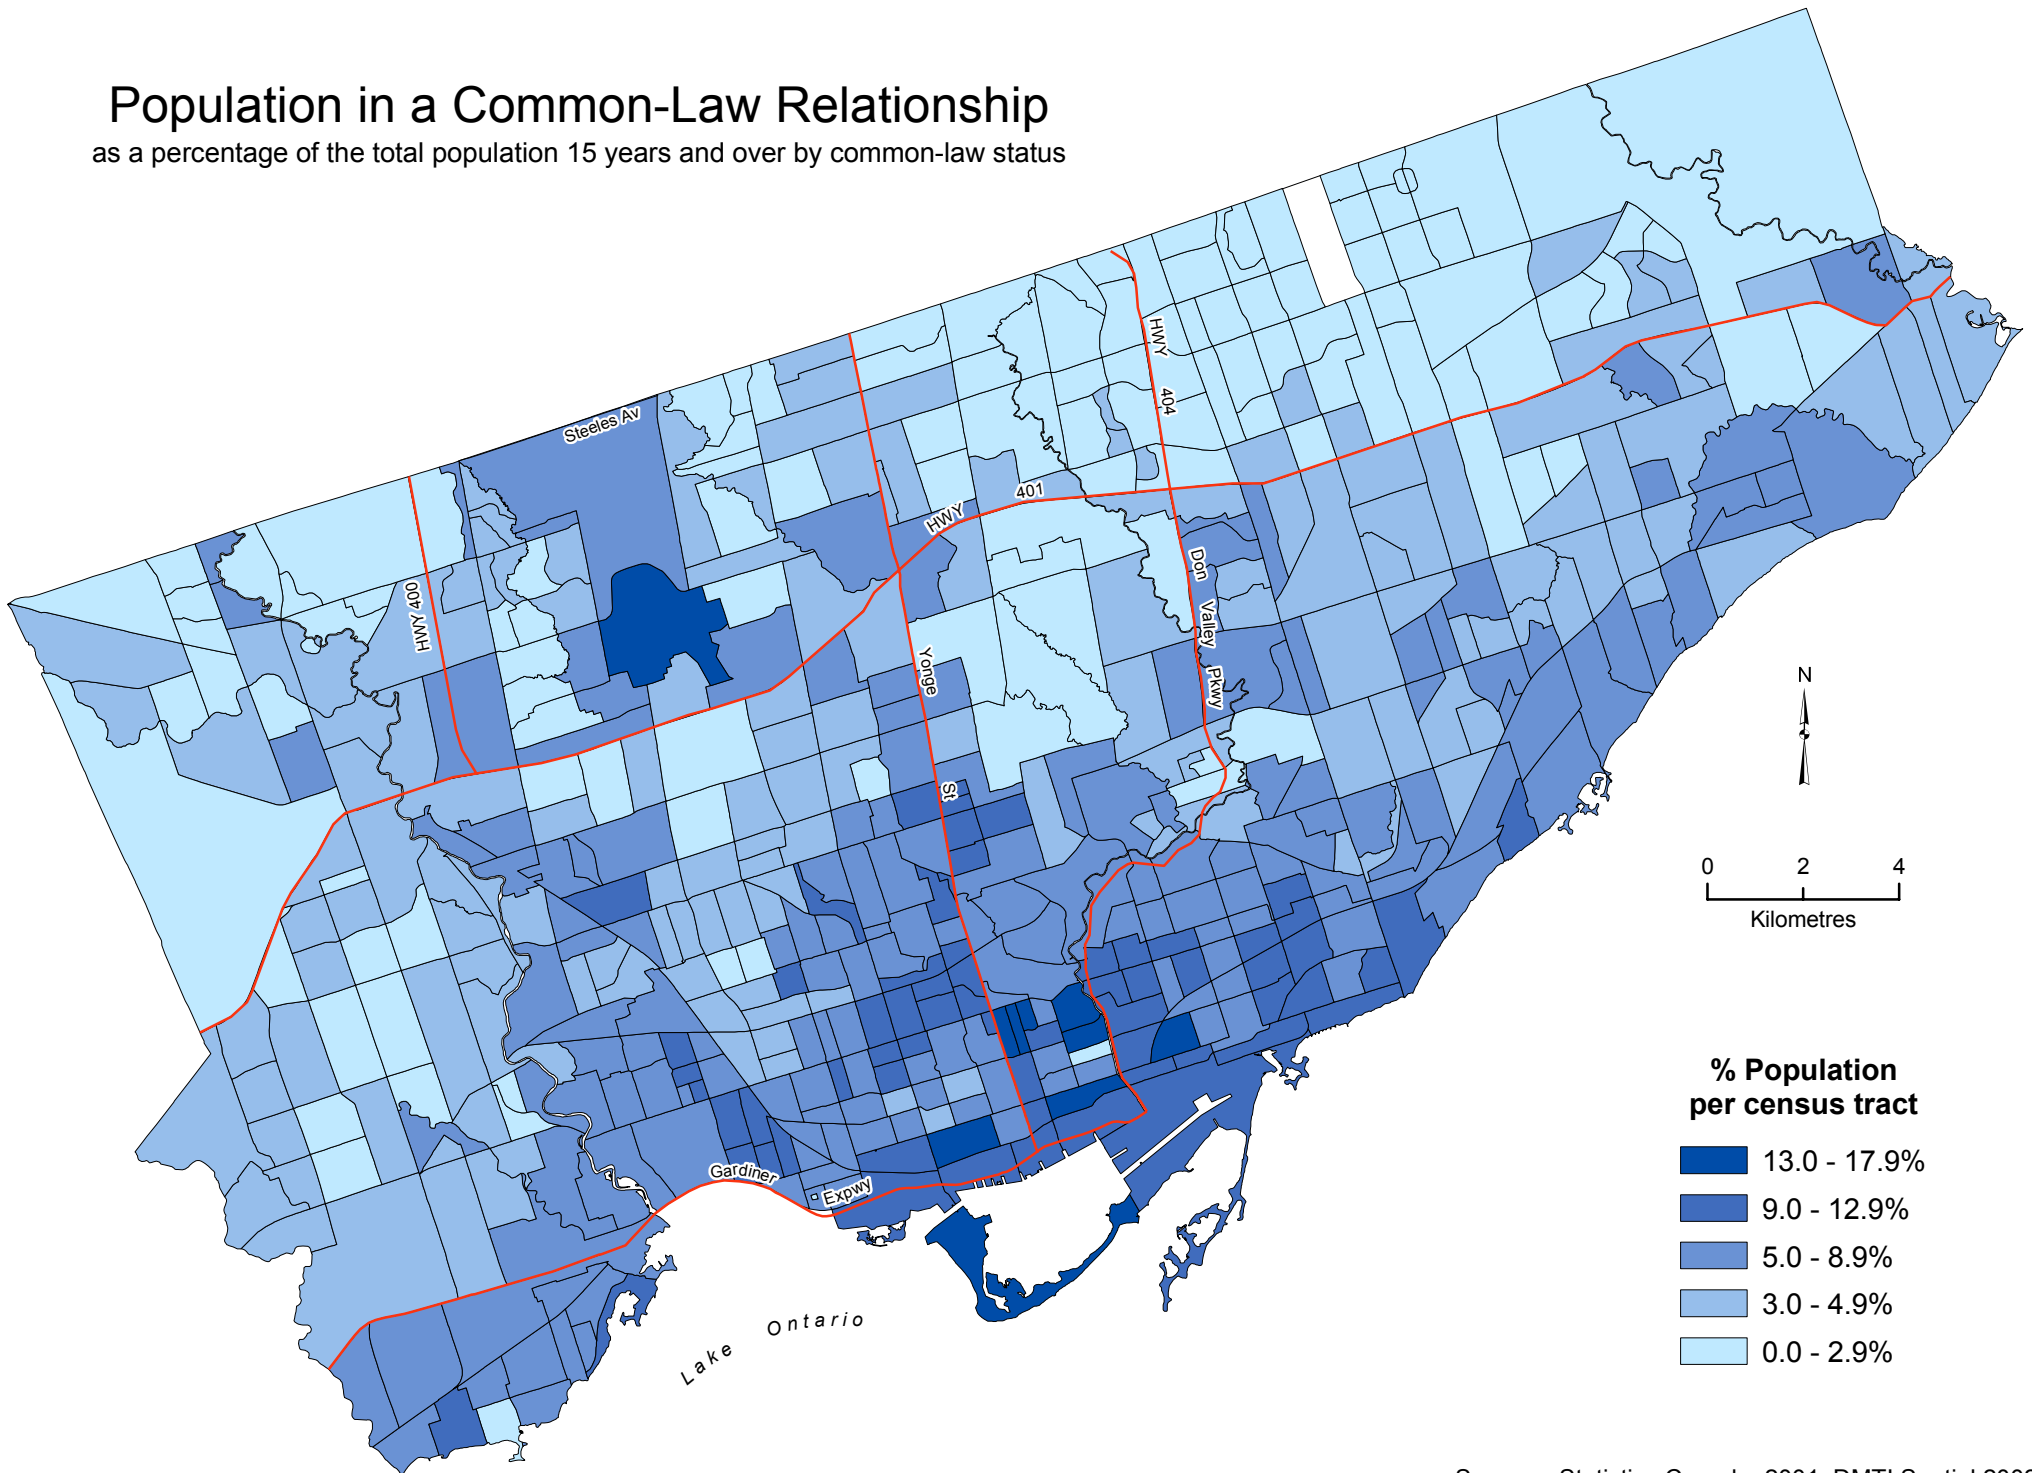 Population in a Common-Law Relationship
as a percentage of the total population 15 years and over by common-law status
Steeles Av
HWY 400
HWY 404
HWY 401
Don Valley Pkwy
Yonge St
Gardiner Expwy
Lake Ontario
N
0 2 4
Kilometres
% Population
per census tract
13.0 - 17.9%
9.0 - 12.9%
5.0 - 8.9%
3.0 - 4.9%
0.0 - 2.9%